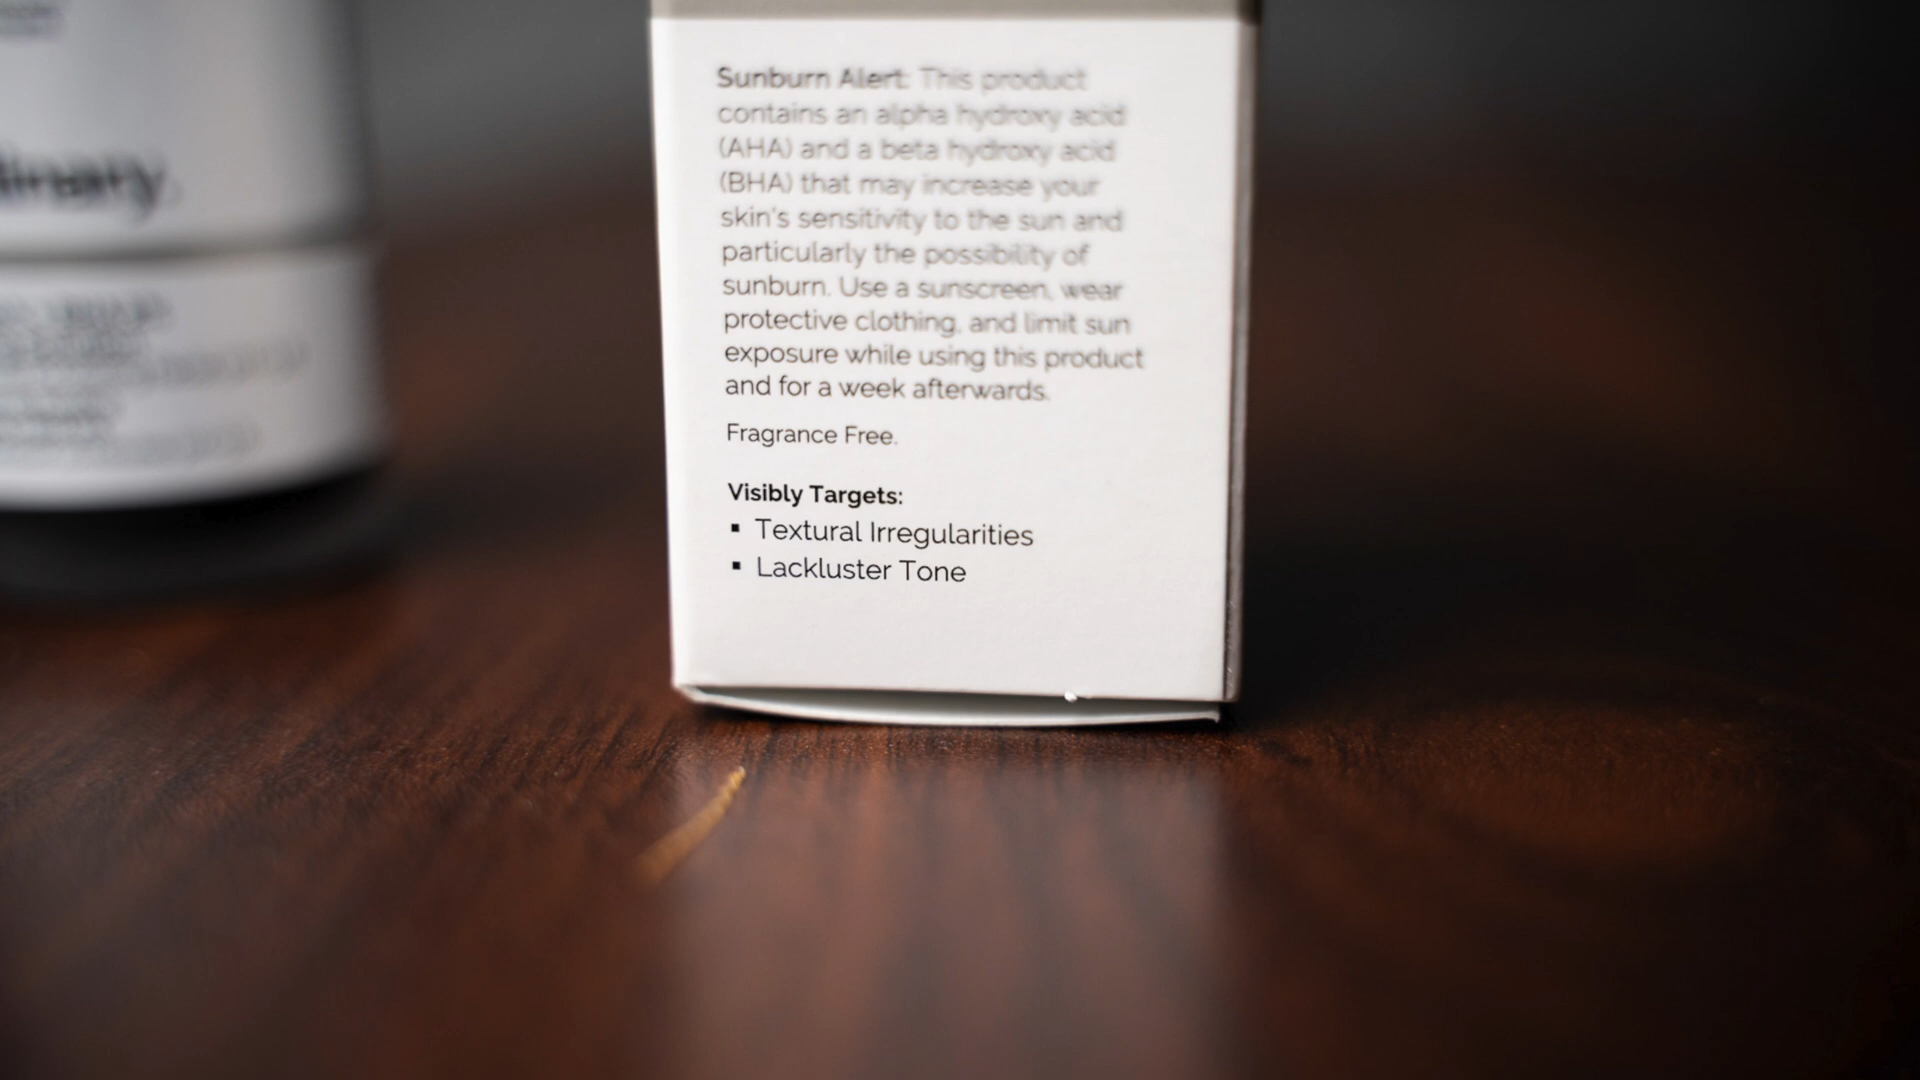 Sunburn Alert: This product
contains an alpha hydroxy acid
(AHA) and a beta hydroxy acid
(BHA) that may increase your
skin's sensitivity to the sun and
particularly the possibility of
sunburn. Use a sunscreen, wear
protective clothing, and limit sun
exposure while using this product
and for a week afterwards.
Fragrance Free.
Visibly Targets:
▪ Textural Irregularities
▪ Lackluster Tone